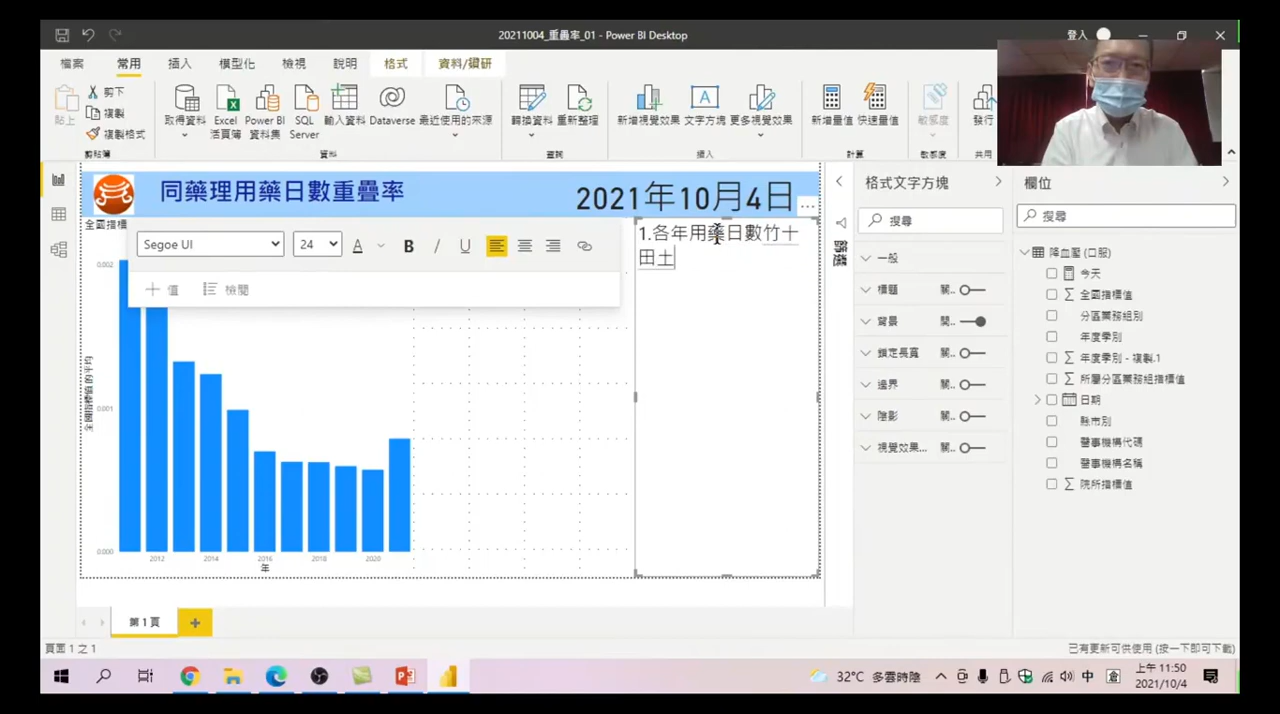 20211004_重疊率_01 - Power BI Desktop
登入
檔案 常用 插入 模型化 檢視 說明 格式 資料/鑽研
貼上
剪下
複製
複製格式
剪貼簿
取得資料
Excel 活頁簿
Power BI 資料集
SQL Server
輸入資料
Dataverse
最近使用的來源
資料
轉換資料
重新整理
查詢
新增視覺效果
文字方塊
更多視覺效果
插入
新增量值
快速量值
計算
敏感度
敏感度
發行
共用
同藥理用藥日數重疊率
2021年10月4日
全國指標
Segoe UI
24
值
檢閱
1.各年用藥日數竹十
田土
0.002
0.001
0.000
全國指標值 的平均
2012 2014 2016 2018 2020
年
篩選
格式文字方塊
搜尋
一般
標題 關..
背景 開..
鎖定長寬 關..
邊界 關..
陰影 關..
視覺效果... 關..
欄位
搜尋
降血壓 (口服)
今天
全國指標值
分區業務組別
年度季別
年度季別 - 複製.1
所屬分區業務組指標值
日期
縣市別
醫事機構代碼
醫事機構名稱
院所指標值
第 1 頁
頁面 1 之 1
已有更新可供使用 (按一下即可下載)
32°C 多雲時陰
中
倉
上午 11:50
2021/10/4